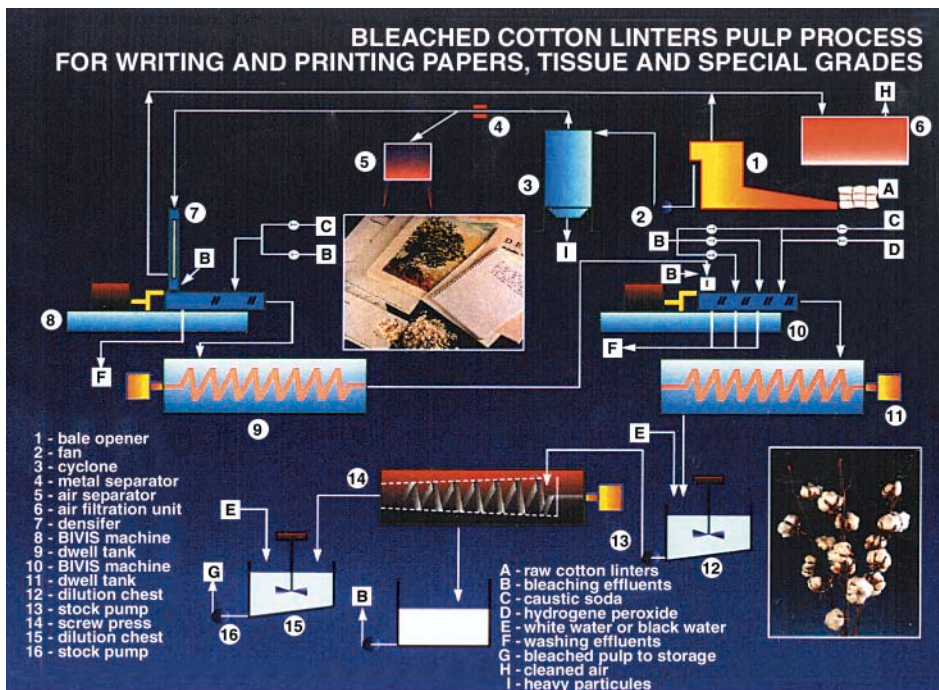 BLEACHED COTTON LINTERS PULP PROCESS
FOR WRITING AND PRINTING PAPERS, TISSUE AND SPECIAL GRADES
H
4
6
5
1
3
A
2
7
C
C
B
D
B
I
B
B
8
10
F
F
9
11
E
14
E
13
12
G
B
16
15
1 - bale opener
2 - fan
3 - cyclone
4 - metal separator
5 - air separator
6 - air filtration unit
7 - densifer
8 - BIVIS machine
9 - dwell tank
10 - BIVIS machine
11 - dwell tank
12 - dilution chest
13 - stock pump
14 - screw press
15 - dilution chest
16 - stock pump
A - raw cotton linters
B - bleaching effluents
C - caustic soda
D - hydrogene peroxide
E - white water or black water
F - washing effluents
G - bleached pulp to storage
H - cleaned air
I - heavy particules